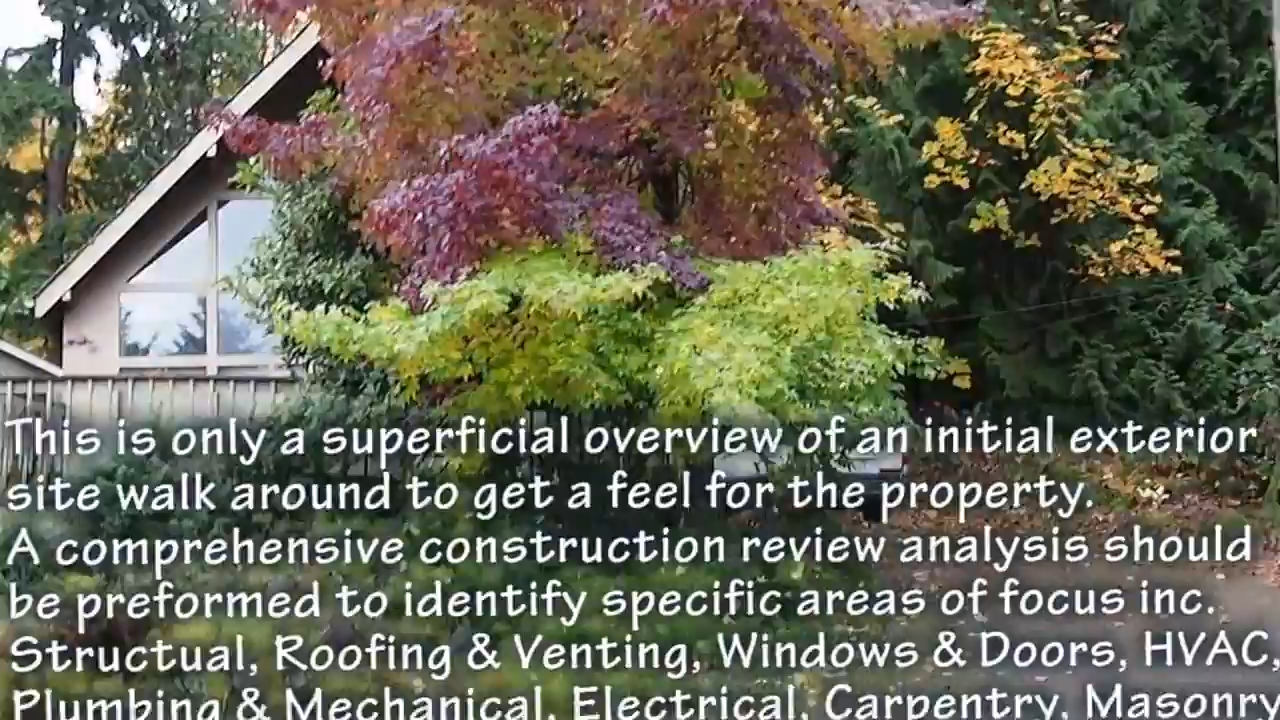 This is only a superficial overview of an initial exterior
site walk around to get a feel for the property.
A comprehensive construction review analysis should
be preformed to identify specific areas of focus inc.
Structual, Roofing & Venting, Windows & Doors, HVAC,
Plumbing & Mechanical, Electrical, Carpentry, Masonry